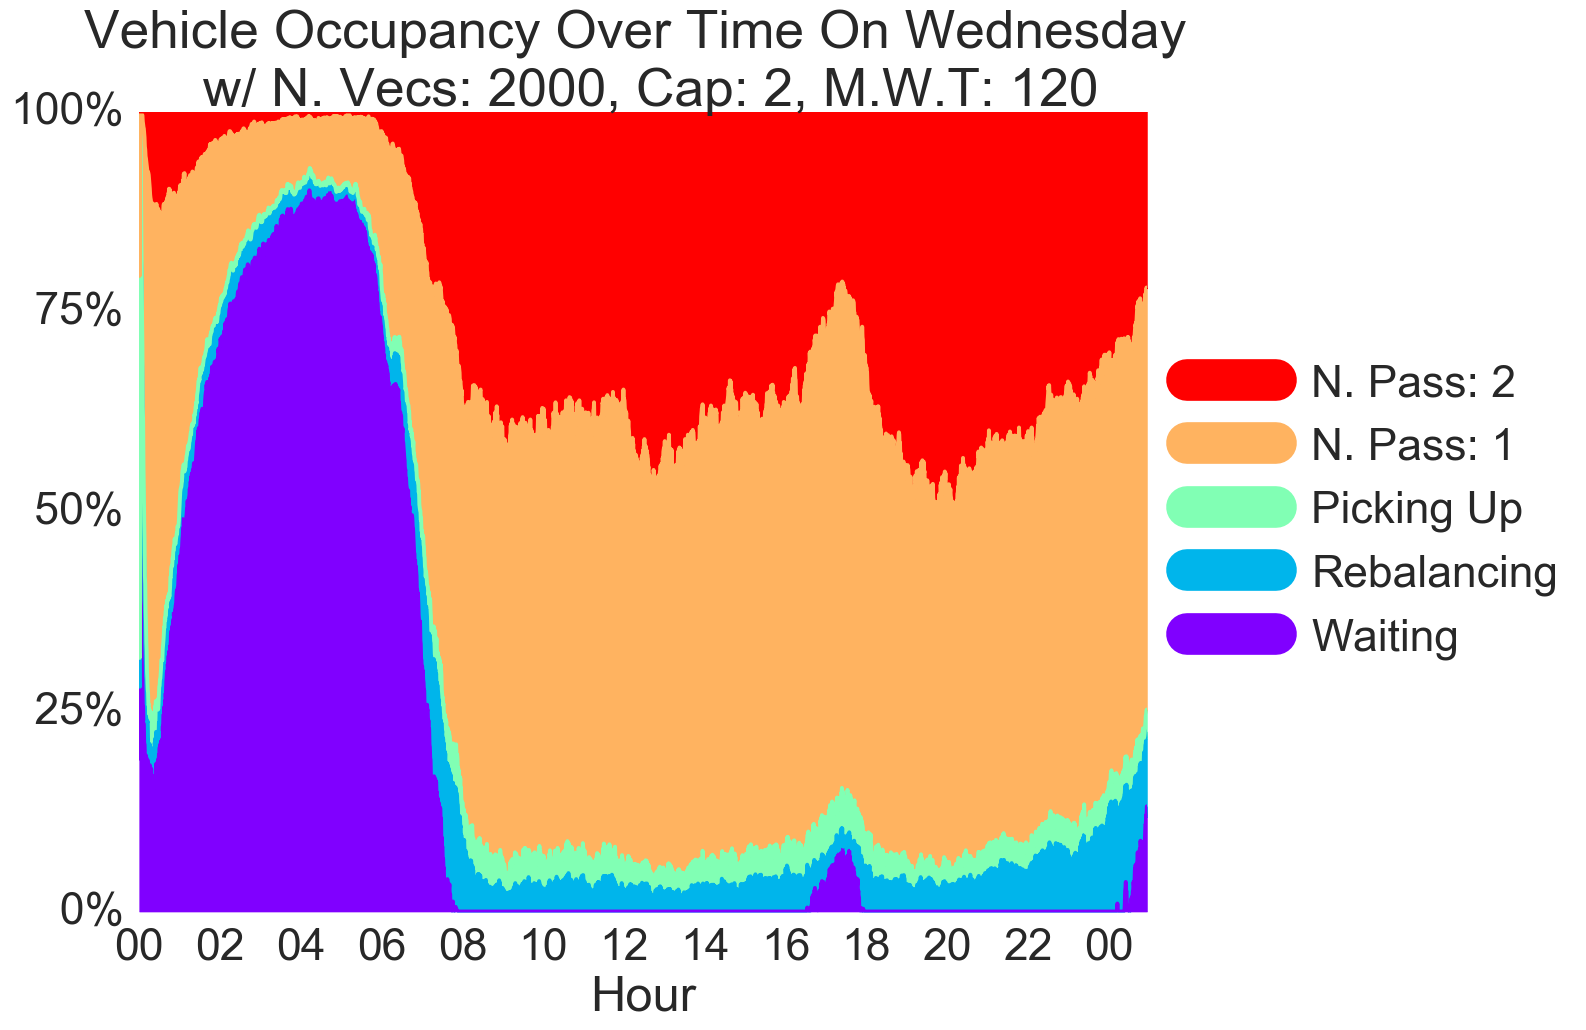 Vehicle Occupancy Over Time On Wednesday
w/ N. Vecs: 2000, Cap: 2, M.W.T: 120
100%
75%
50%
25%
0%
00 02 04 06 08 10 12 14 16 18 20 22 00
Hour
N. Pass: 2
N. Pass: 1
Picking Up
Rebalancing
Waiting